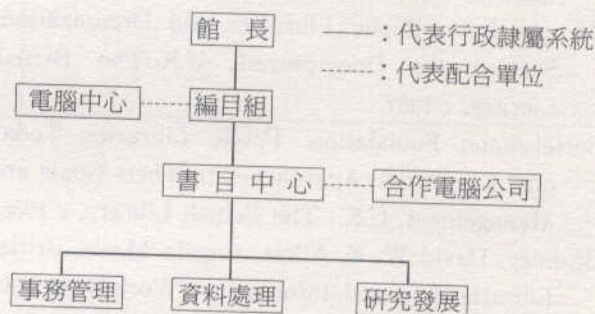 館 長
———：代表行政隸屬系統
-------：代表配合單位
電腦中心
編目組
書目中心
合作電腦公司
事務管理
資料處理
研究發展